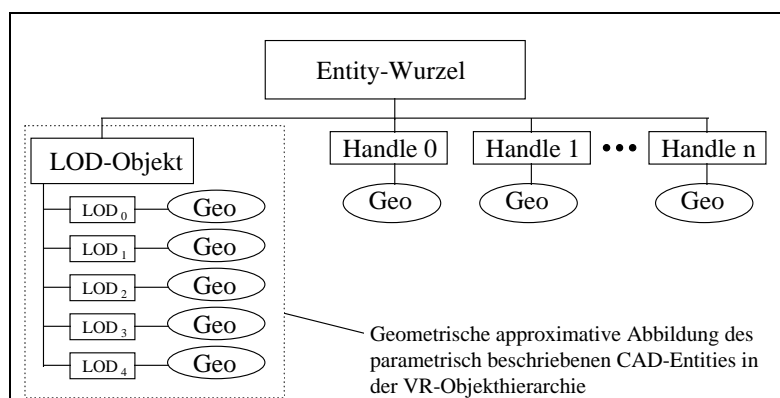 Entity-Wurzel
LOD-Objekt
Handle 0
Handle 1
•••
Handle n
Geo
Geo
Geo
LOD 0
Geo
LOD 1
Geo
LOD 2
Geo
LOD 3
Geo
LOD 4
Geo
Geometrische approximative Abbildung des
parametrisch beschriebenen CAD-Entities in
der VR-Objekthierarchie